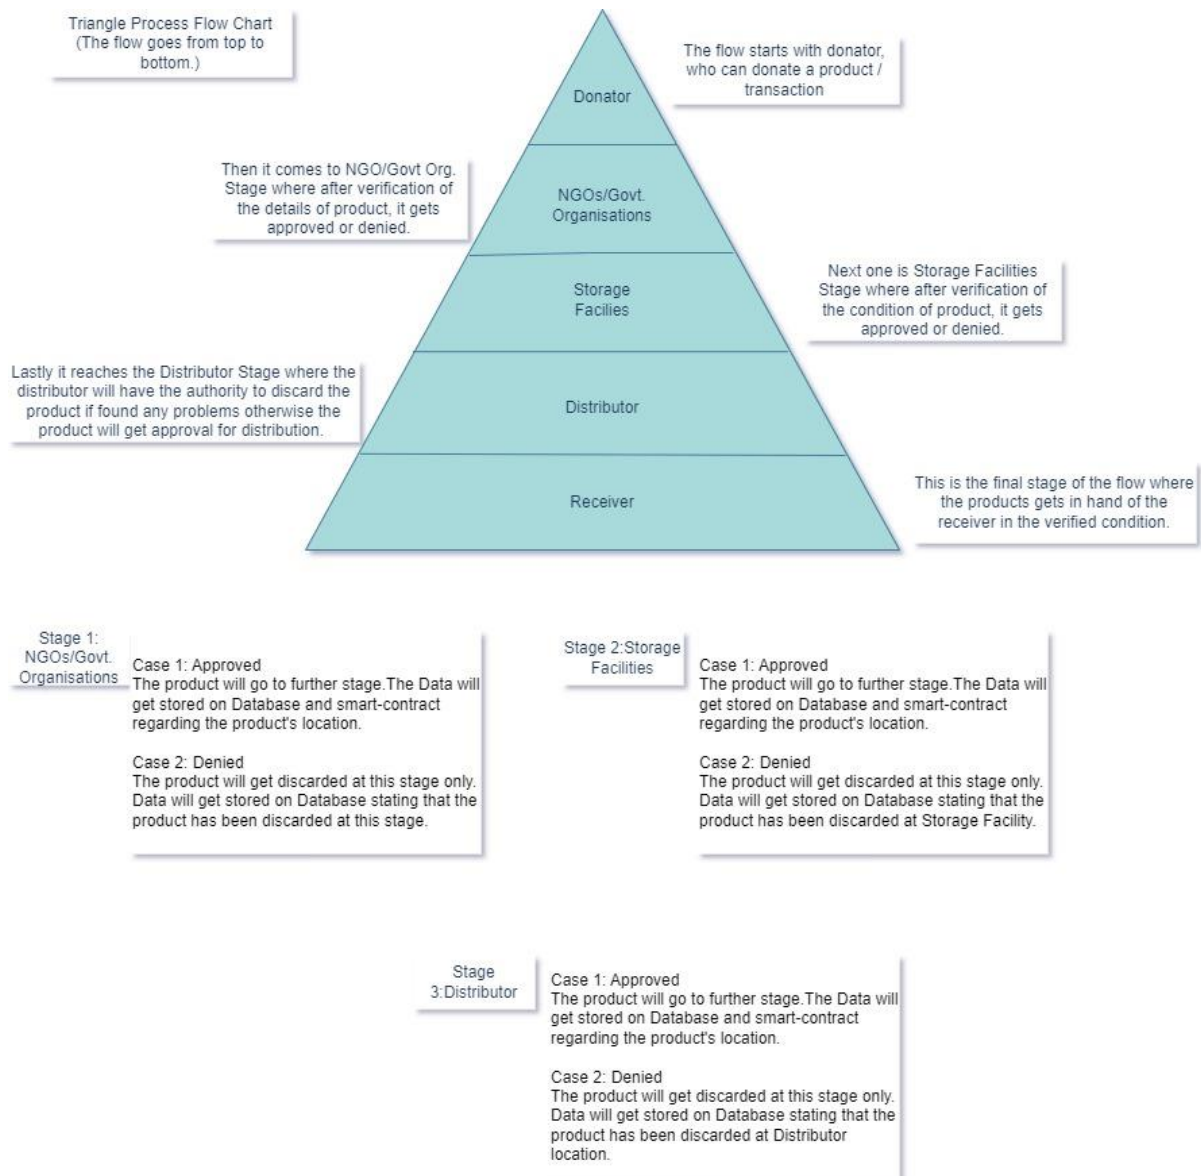 Triangle Process Flow Chart
(The flow goes from top to
bottom.)
The flow starts with donator,
who can donate a product /
transaction
Donator
Then it comes to NGO/Govt Org.
Stage where after verification of
the details of product, it gets
approved or denied.
NGOs/Govt.
Organisations
Next one is Storage Facilities
Stage where after verification of
the condition of product, it gets
approved or denied.
Storage
Facilies
Lastly it reaches the Distributor Stage where the
distributor will have the authority to discard the
product if found any problems otherwise the
product will get approval for distribution.
Distributor
This is the final stage of the flow where
the products gets in hand of the
receiver in the verified condition.
Receiver
Stage 1:
NGOs/Govt.
Organisations
Case 1: Approved
The product will go to further stage.The Data will
get stored on Database and smart-contract
regarding the product's location.
Case 2: Denied
The product will get discarded at this stage only.
Data will get stored on Database stating that the
product has been discarded at this stage.
Stage 2:Storage
Facilities
Case 1: Approved
The product will go to further stage.The Data will
get stored on Database and smart-contract
regarding the product's location.
Case 2: Denied
The product will get discarded at this stage only.
Data will get stored on Database stating that the
product has been discarded at Storage Facility.
Stage
3:Distributor
Case 1: Approved
The product will go to further stage.The Data will
get stored on Database and smart-contract
regarding the product's location.
Case 2: Denied
The product will get discarded at this stage only.
Data will get stored on Database stating that the
product has been discarded at Distributor
location.